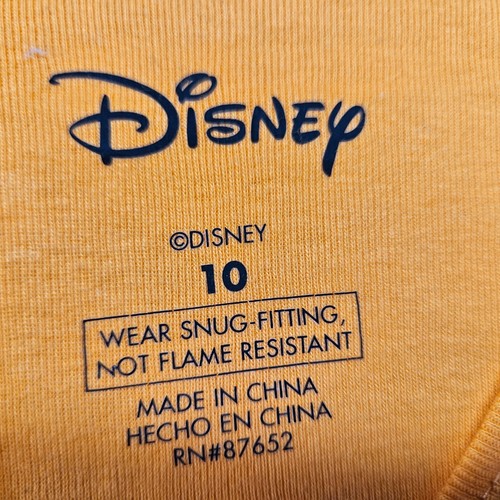 Disney
©DISNEY
10
WEAR SNUG-FITTING,
NOT FLAME RESISTANT
MADE IN CHINA
HECHO EN CHINA
RN#87652